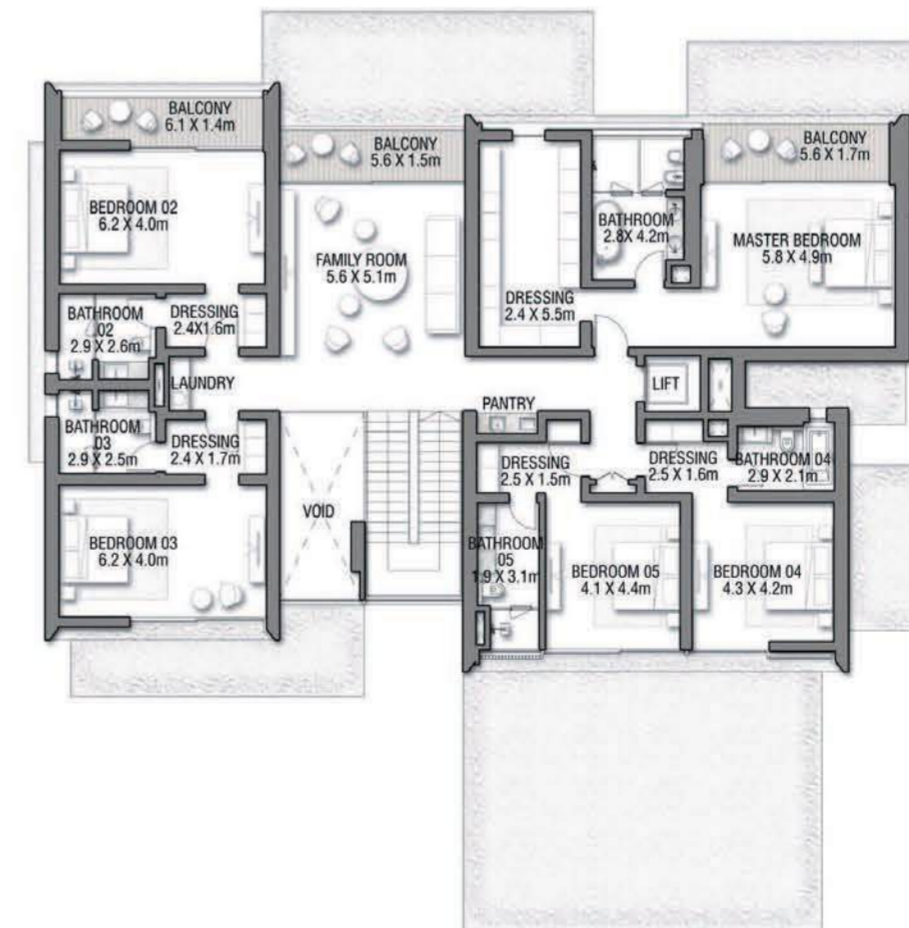 BALCONY
6.1 X 1.4m
BALCONY
5.6 X 1.5m
BALCONY
5.6 X 1.7m
BEDROOM 02
6.2 X 4.0m
FAMILY ROOM
5.6 X 5.1m
BATHROOM
2.8X 4.2m
MASTER BEDROOM
5.8 X 4.9m
DRESSING
2.4 X 5.5m
BATHROOM
02
2.9 X 2.6m
DRESSING
2.4X1.6m
LAUNDRY
LIFT
PANTRY
BATHROOM
03
2.9 X 2.5m
DRESSING
2.4 X 1.7m
DRESSING
2.5 X 1.5m
DRESSING
2.5 X 1.6m
BATHROOM 04
2.9 X 2.1m
VOID
BEDROOM 03
6.2 X 4.0m
BATHROOM
05
1.9 X 3.1m
BEDROOM 05
4.1 X 4.4m
BEDROOM 04
4.3 X 4.2m